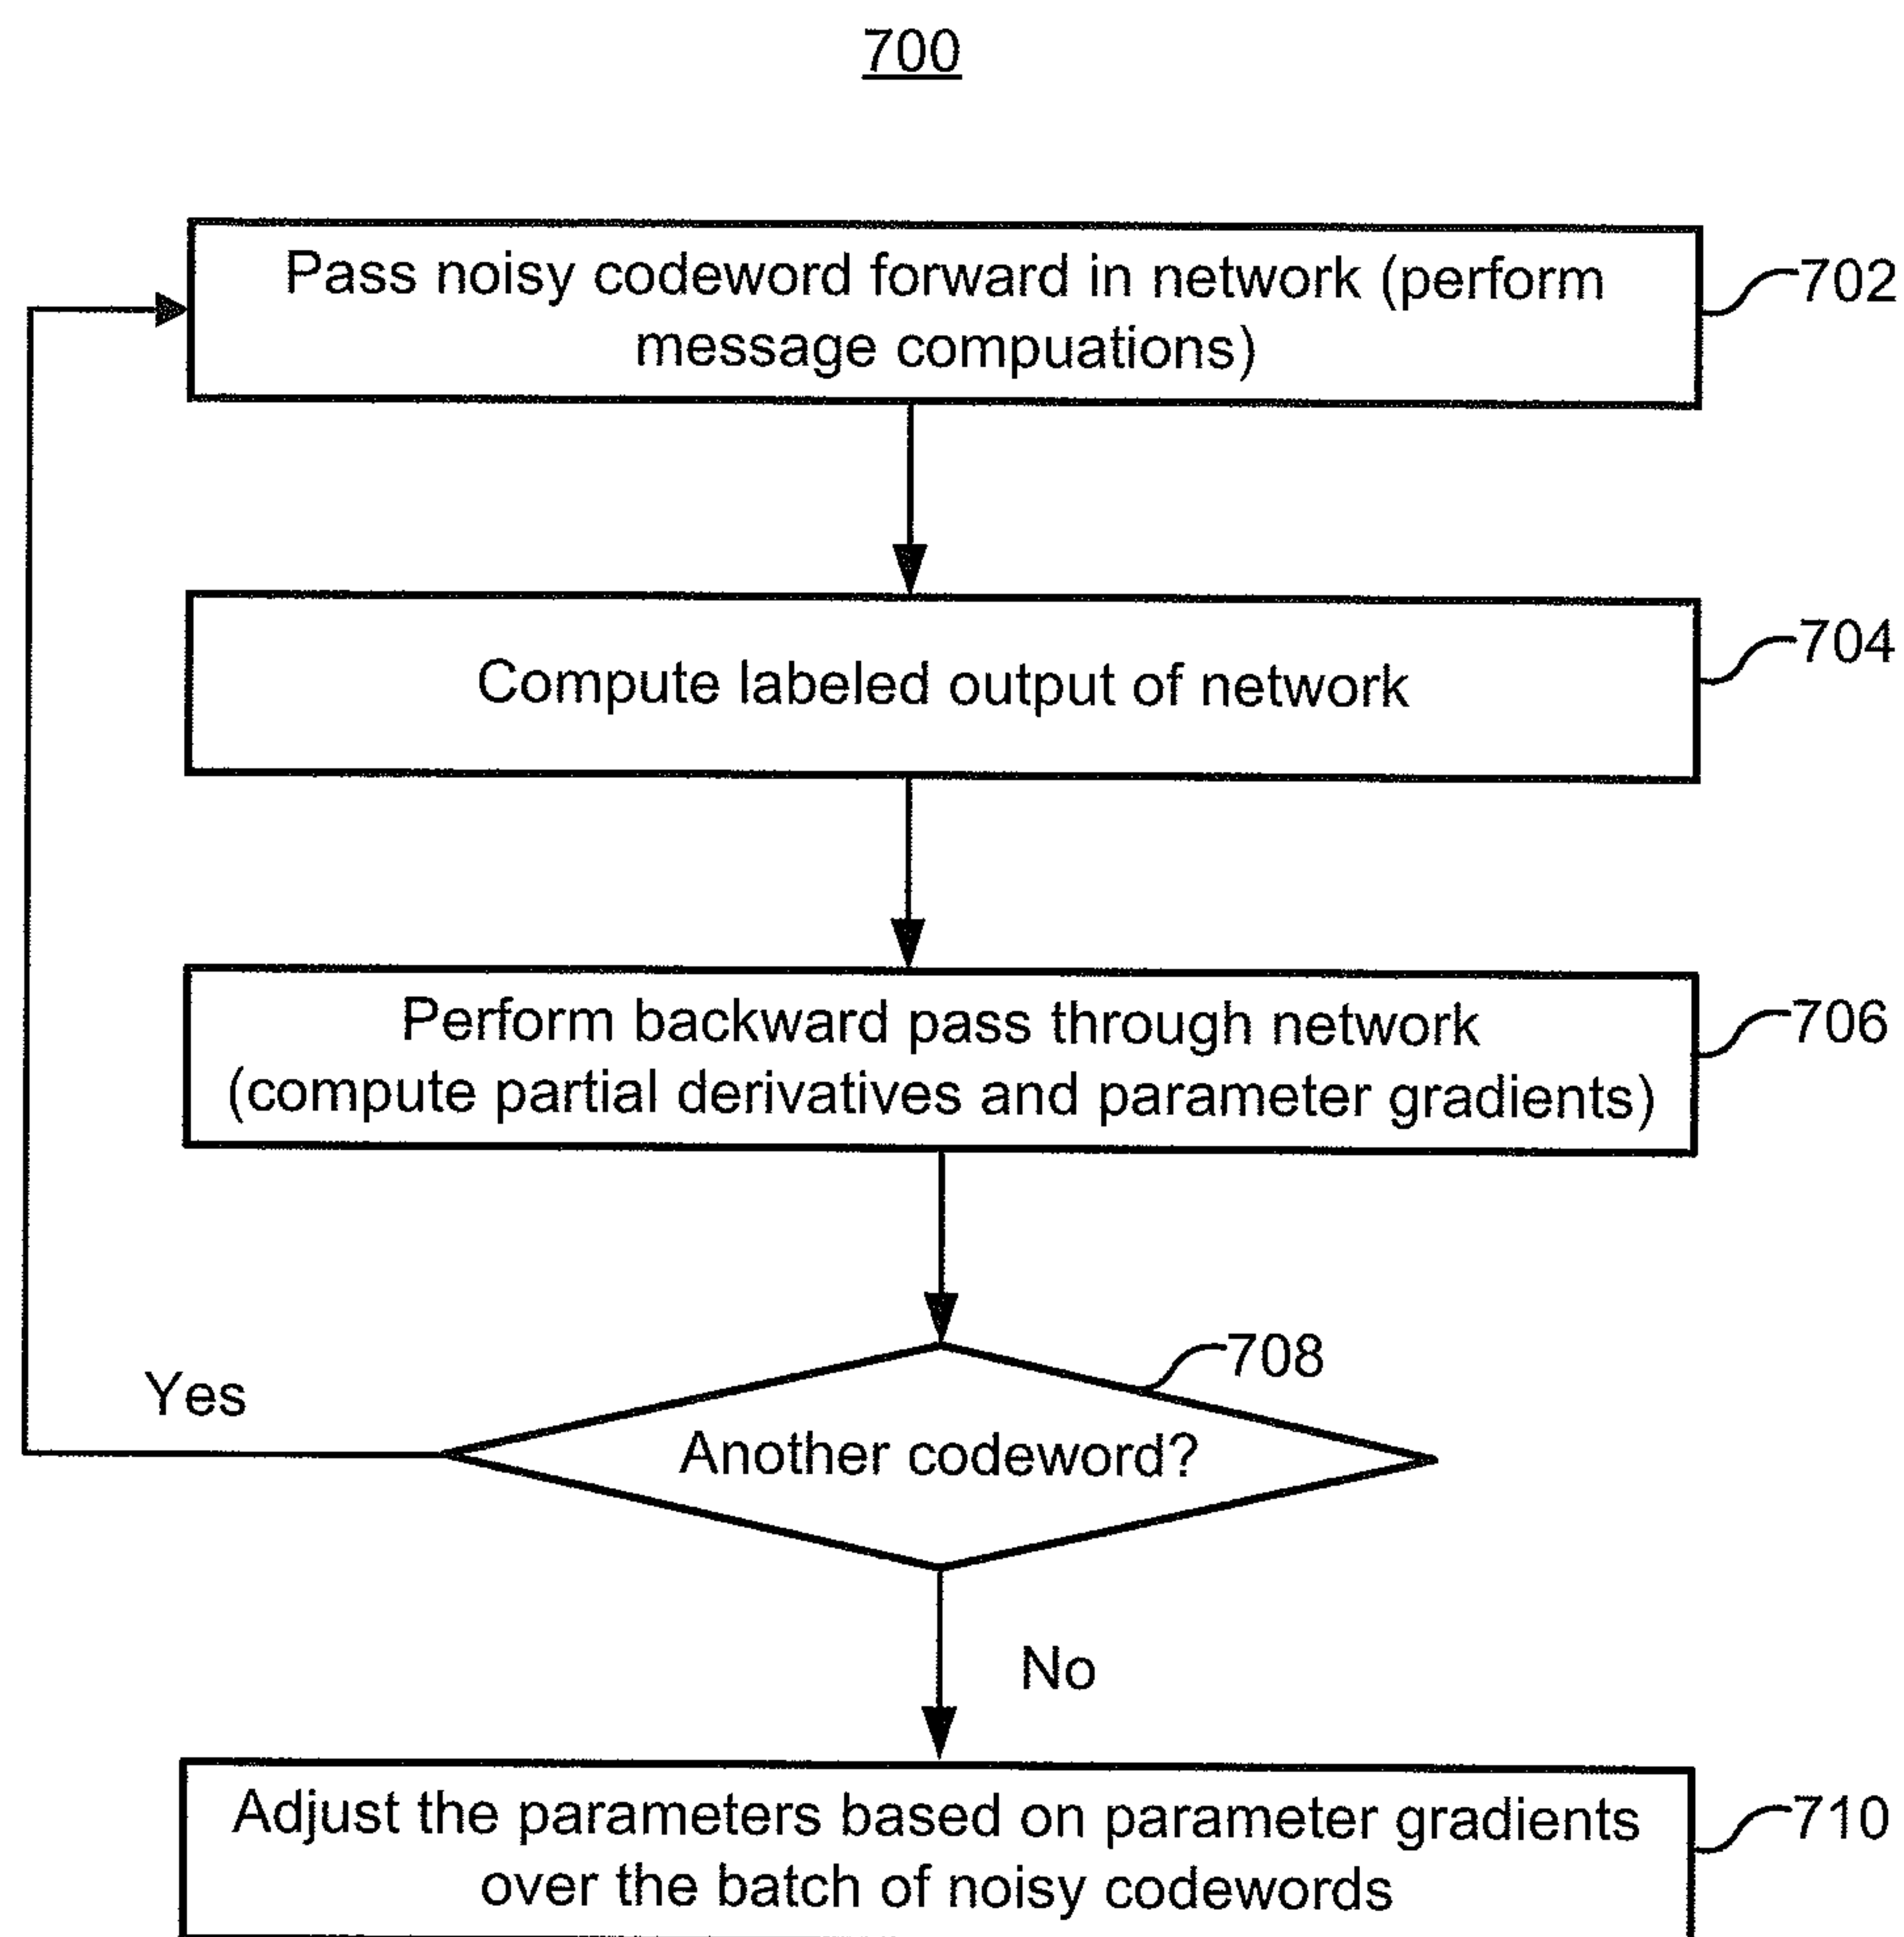 700
Pass noisy codeword forward in network (perform
message compuations)
702
Compute labeled output of network
704
Perform backward pass through network
(compute partial derivatives and parameter gradients)
706
708
Yes
Another codeword?
No
Adjust the parameters based on parameter gradients
over the batch of noisy codewords
710